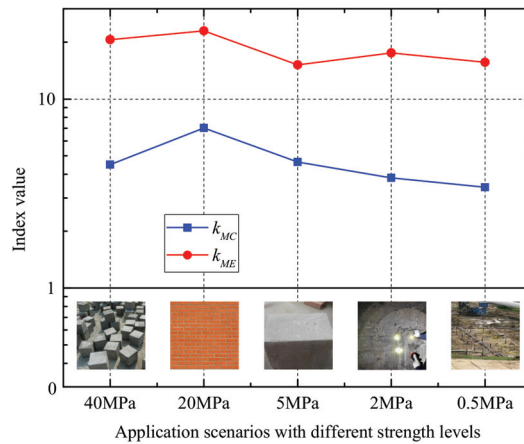 Index value
10
1
0
k_MC
k_ME
40MPa 20MPa 5MPa 2MPa 0.5MPa
Application scenarios with different strength levels